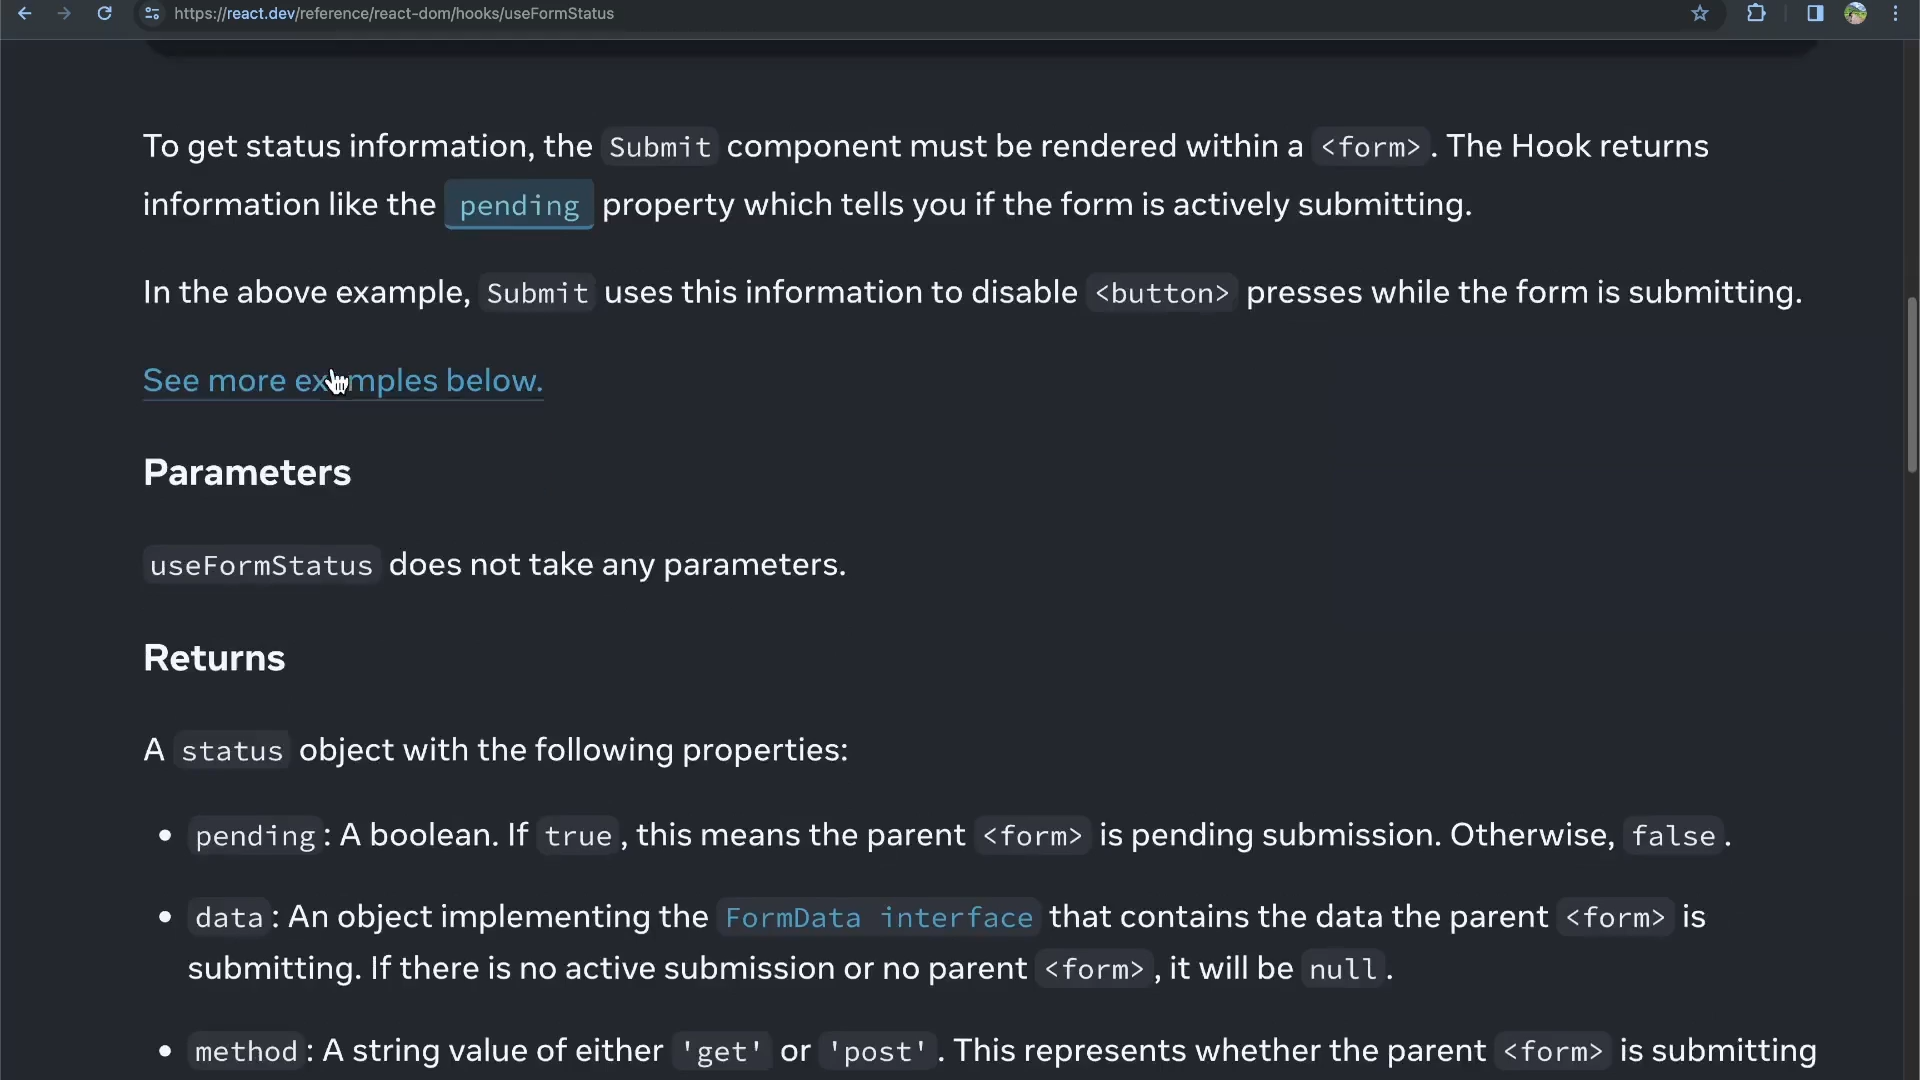 https://react.dev/reference/react-dom/hooks/useFormStatus
To get status information, the Submit component must be rendered within a <form>. The Hook returns
information like the pending property which tells you if the form is actively submitting.
In the above example, Submit uses this information to disable <button> presses while the form is submitting.
See more examples below.
Parameters
useFormStatus does not take any parameters.
Returns
A status object with the following properties:
• pending: A boolean. If true, this means the parent <form> is pending submission. Otherwise, false.
• data: An object implementing the FormData interface that contains the data the parent <form> is
submitting. If there is no active submission or no parent <form>, it will be null.
• method: A string value of either 'get' or 'post'. This represents whether the parent <form> is submitting